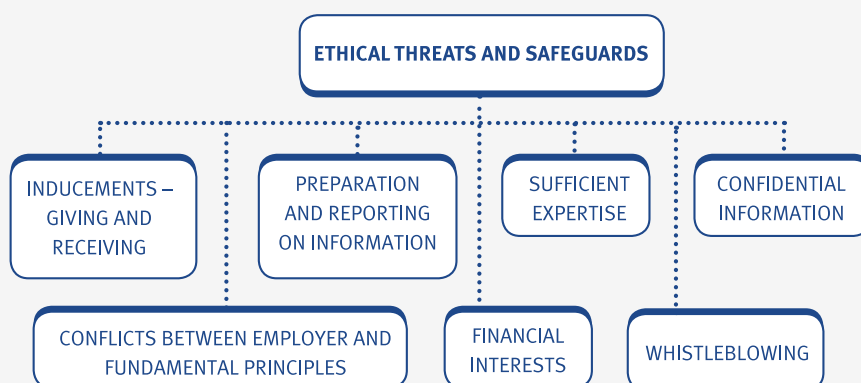 ETHICAL THREATS AND SAFEGUARDS
INDUCEMENTS –
GIVING AND
RECEIVING
PREPARATION
AND REPORTING
ON INFORMATION
SUFFICIENT
EXPERTISE
CONFIDENTIAL
INFORMATION
CONFLICTS BETWEEN EMPLOYER AND
FUNDAMENTAL PRINCIPLES
FINANCIAL
INTERESTS
WHISTLEBLOWING